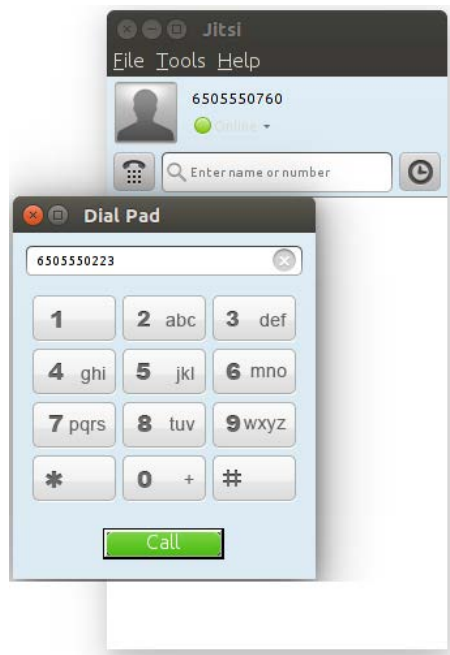 Jitsi
File Tools Help
6505550760
Online
Enter name or number
Dial Pad
6505550223
1
2 abc
3 def
4 ghi
5 jkl
6 mno
7 pqrs
8 tuv
9 wxyz
*
0 +
#
Call